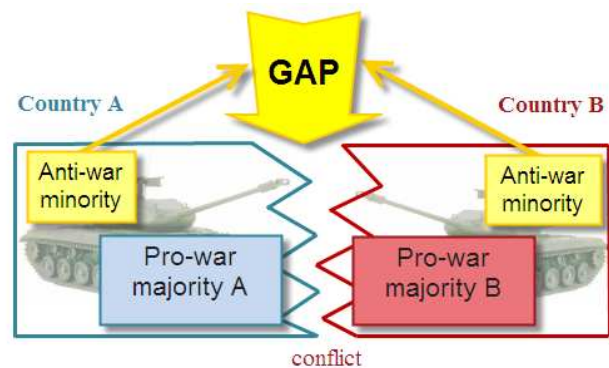 GAP
Country A
Country B
Anti-war
minority
Anti-war
minority
Pro-war
majority A
Pro-war
majority B
conflict